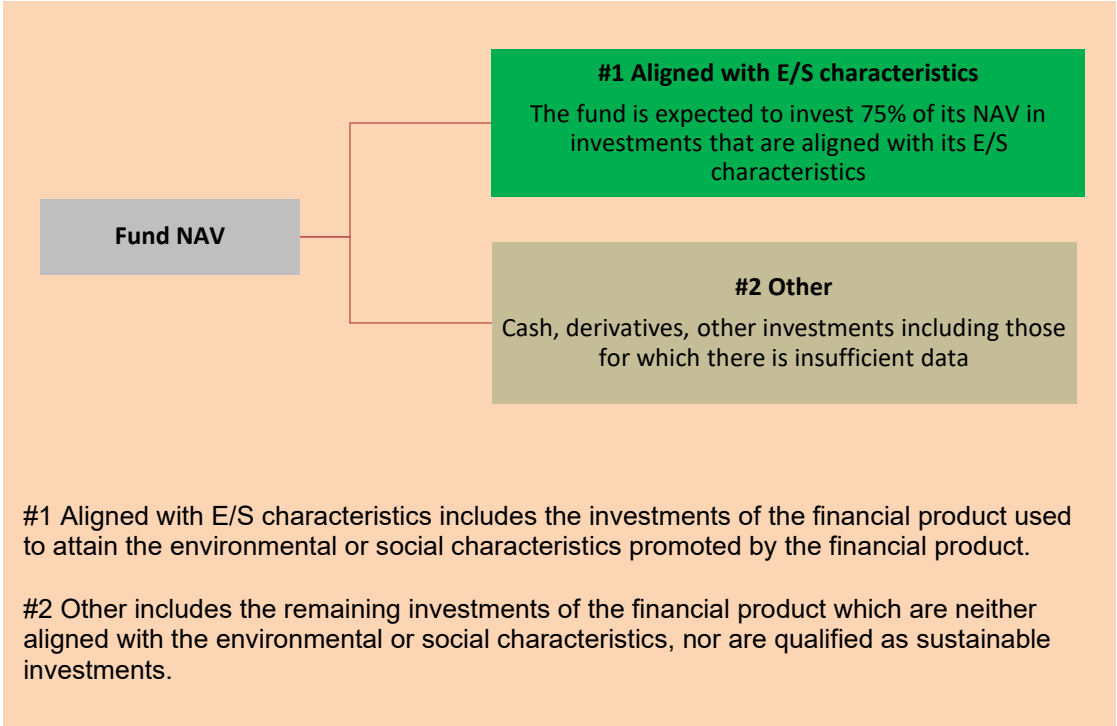 #1 Aligned with E/S characteristics
The fund is expected to invest 75% of its NAV in
investments that are aligned with its E/S
characteristics
Fund NAV
#2 Other
Cash, derivatives, other investments including those
for which there is insufficient data
#1 Aligned with E/S characteristics includes the investments of the financial product used
to attain the environmental or social characteristics promoted by the financial product.
#2 Other includes the remaining investments of the financial product which are neither
aligned with the environmental or social characteristics, nor are qualified as sustainable
investments.